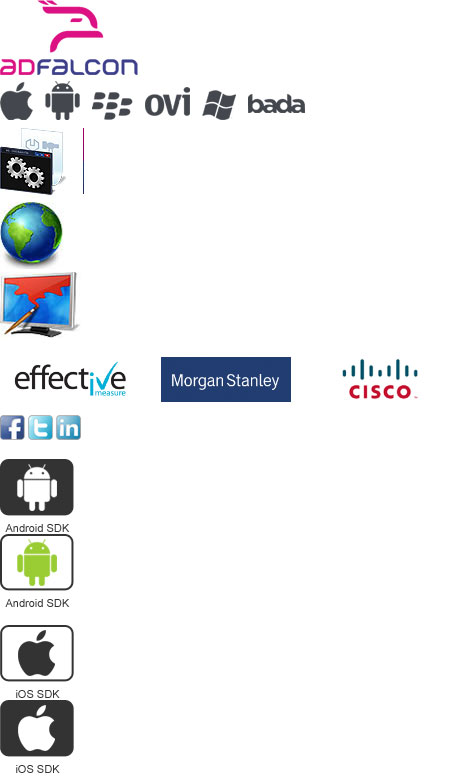 ADFALCON
ovi bada
effective measure Morgan Stanley CISCO
Android SDK
Android SDK
iOS SDK
iOS SDK